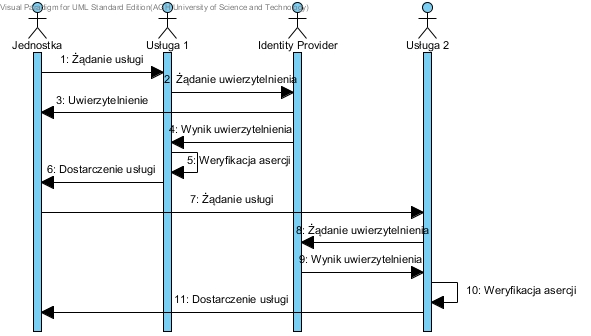 Visual Paradigm for UML Standard Edition(AGH University of Science and Technology)
Jednostka
Usługa 1
Identity Provider
Usługa 2
1: Żądanie usługi
2: Żądanie uwierzytelnienia
3: Uwierzytelnienie
4: Wynik uwierzytelnienia
5: Weryfikacja asercji
6: Dostarczenie usługi
7: Żądanie usługi
8: Żądanie uwierzytelnienia
9: Wynik uwierzytelnienia
10: Weryfikacja asercji
11: Dostarczenie usługi